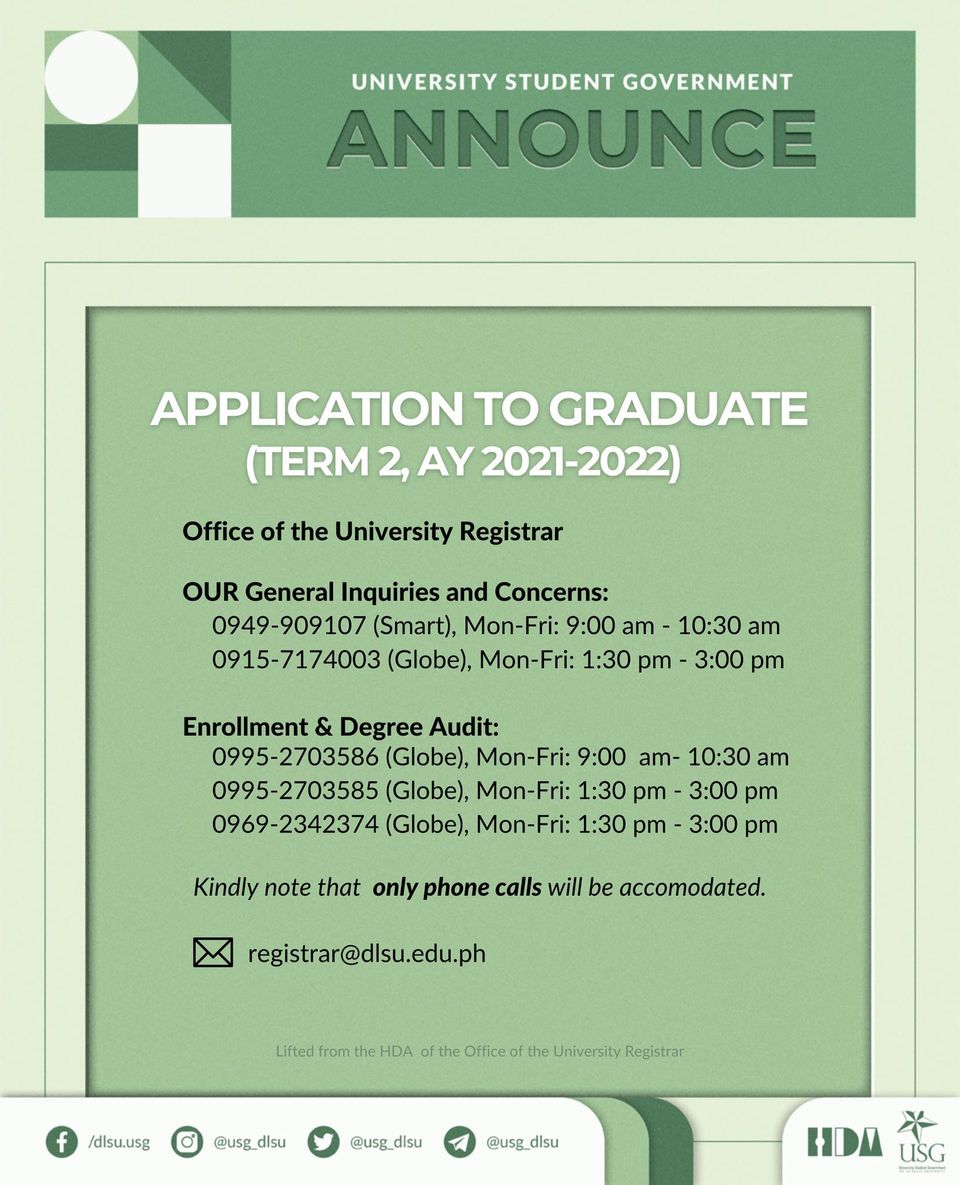 UNIVERSITY STUDENT GOVERNMENT
ANNOUNCE
APPLICATION TO GRADUATE
(TERM 2, AY 2021-2022)
Office of the University Registrar
OUR General Inquiries and Concerns:
0949-909107 (Smart), Mon-Fri: 9:00 am - 10:30 am
0915-7174003 (Globe), Mon-Fri: 1:30 pm - 3:00 pm
Enrollment & Degree Audit:
0995-2703586 (Globe), Mon-Fri: 9:00  am- 10:30 am
0995-2703585 (Globe), Mon-Fri: 1:30 pm - 3:00 pm
0969-2342374 (Globe), Mon-Fri: 1:30 pm - 3:00 pm
Kindly note that  only phone calls will be accomodated.
registrar@dlsu.edu.ph
Lifted from the HDA  of the Office of the University Registrar
/dlsu.usg @usg_dlsu @usg_dlsu @usg_dlsu HDA USG
University Student Government